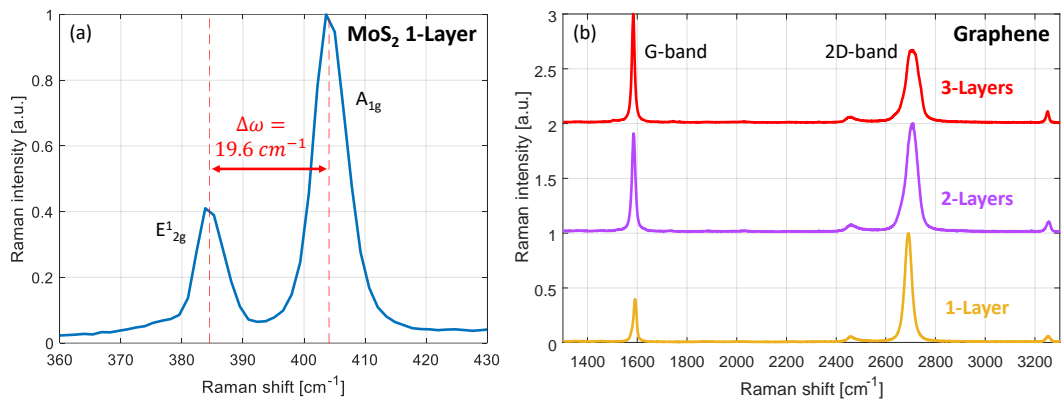 (a)
MoS₂ 1-Layer
A₁g
Δω =
19.6 cm⁻¹
E¹₂g
Raman intensity [a.u.]
1
0.8
0.6
0.4
0.2
0
360 370 380 390 400 410 420 430
Raman shift [cm⁻¹]
(b)
Graphene
G-band
2D-band
3-Layers
2-Layers
1-Layer
Raman intensity [a.u.]
3
2.5
2
1.5
1
0.5
0
1400 1600 1800 2000 2200 2400 2600 2800 3000 3200
Raman shift [cm⁻¹]